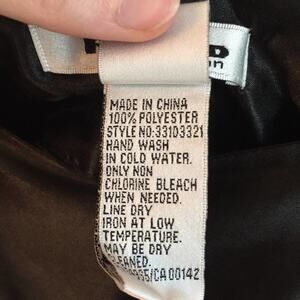 MADE IN CHINA
100% POLYESTER
STYLE NO:331D3321
HAND WASH
IN COLD WATER.
ONLY NON
CHLORINE BLEACH
WHEN NEEDED.
LINE DRY
IRON AT LOW
TEMPERATURE.
MAY BE DRY
CLEANED.